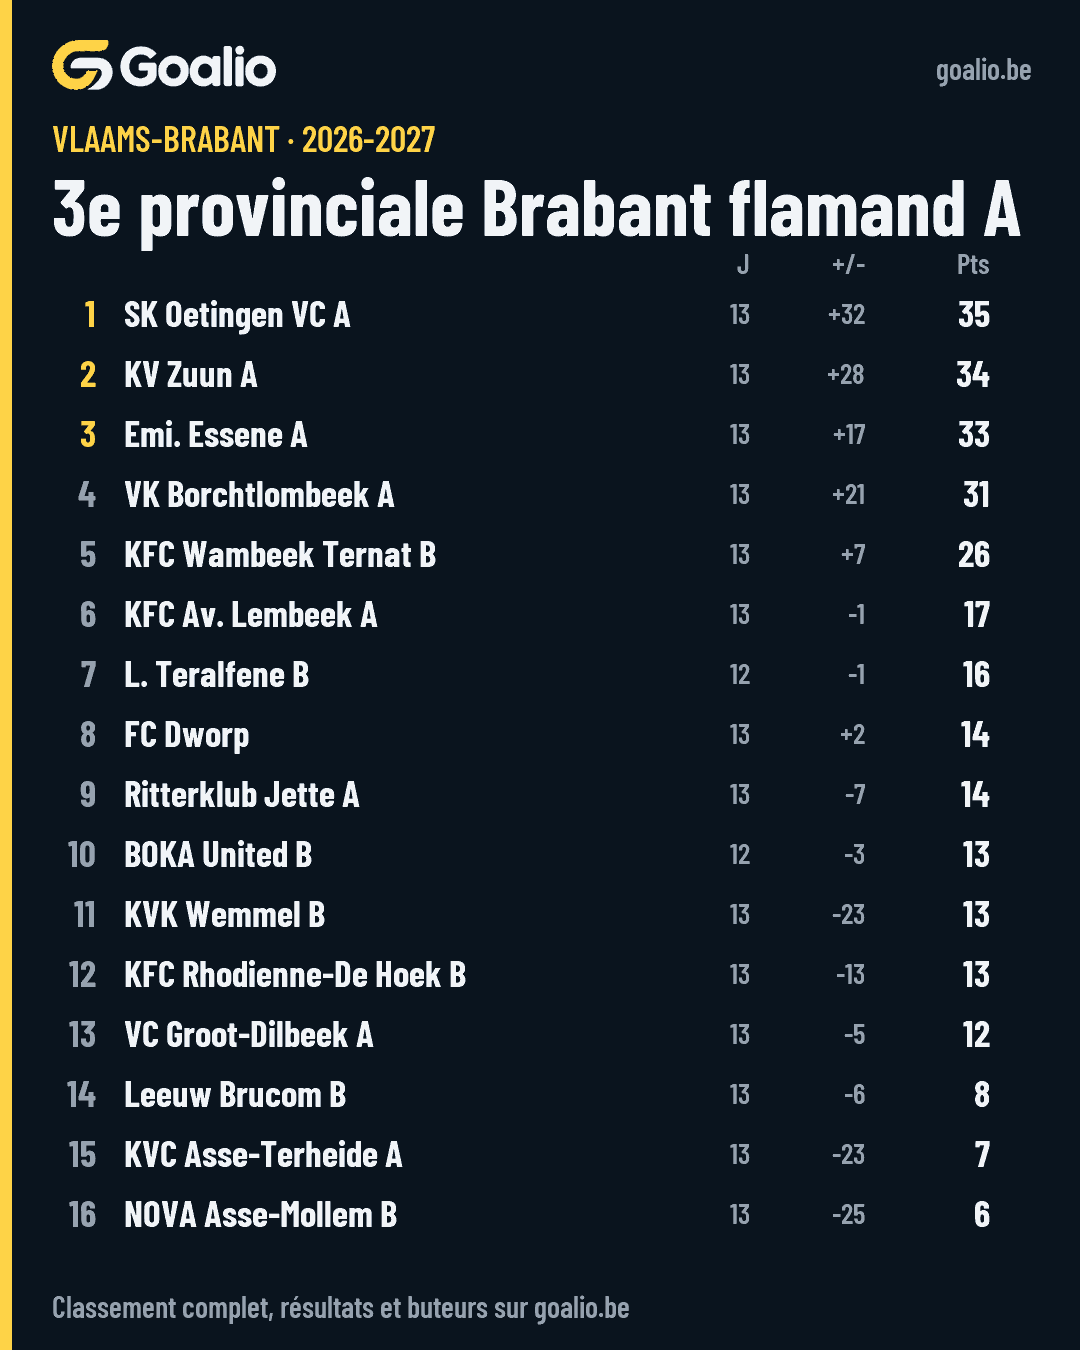 Goalio
goalio.be
VLAAMS-BRABANT · 2026-2027
3e provinciale Brabant flamand A
J +/- Pts
1 SK Oetingen VC A 13 +32 35
2 KV Zuun A 13 +28 34
3 Emi. Essene A 13 +17 33
4 VK Borchtlombeek A 13 +21 31
5 KFC Wambeek Ternat B 13 +7 26
6 KFC Av. Lembeek A 13 -1 17
7 L. Teralfene B 12 -1 16
8 FC Dworp 13 +2 14
9 Ritterklub Jette A 13 -7 14
10 BOKA United B 12 -3 13
11 KVK Wemmel B 13 -23 13
12 KFC Rhodienne-De Hoek B 13 -13 13
13 VC Groot-Dilbeek A 13 -5 12
14 Leeuw Brucom B 13 -6 8
15 KVC Asse-Terheide A 13 -23 7
16 NOVA Asse-Mollem B 13 -25 6
Classement complet, résultats et buteurs sur goalio.be